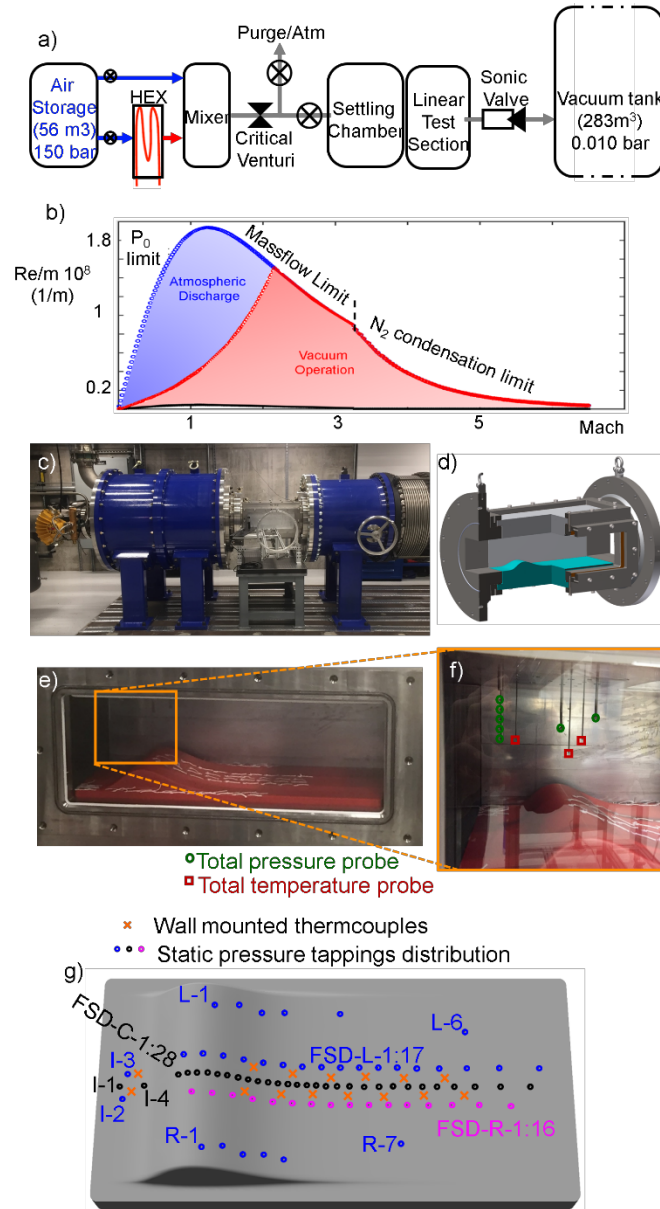 a)
Purge/Atm
Air
Storage
(56 m3)
150 bar
HEX
Mixer
Critical
Venturi
Settling
Chamber
Linear
Test
Section
Sonic
Valve
Vacuum tank
(283m³)
0.010 bar
b)
1.8
Re/m 10⁸
(1/m)
1
0.2
P₀
limit
Atmospheric
Discharge
Massflow Limit
N₂ condensation limit
Vacuum
Operation
1
3
5
Mach
c)
d)
e)
f)
Total pressure probe
Total temperature probe
Wall mounted thermcouples
Static pressure tappings distribution
g)
L-1
L-6
FSD-C-1:28
FSD-L-1:17
I-3
I-1
I-4
I-2
FSD-R-1:16
R-1
R-7